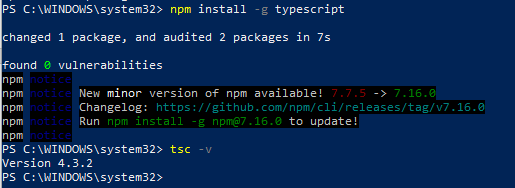 PS C:\WINDOWS\system32> npm install -g typescript
changed 1 package, and audited 2 packages in 7s
found 0 vulnerabilities
npm notice
npm notice New minor version of npm available! 7.7.5 -> 7.16.0
npm notice Changelog: https://github.com/npm/cli/releases/tag/v7.16.0
npm notice Run npm install -g npm@7.16.0 to update!
npm notice
PS C:\WINDOWS\system32> tsc -v
Version 4.3.2
PS C:\WINDOWS\system32>